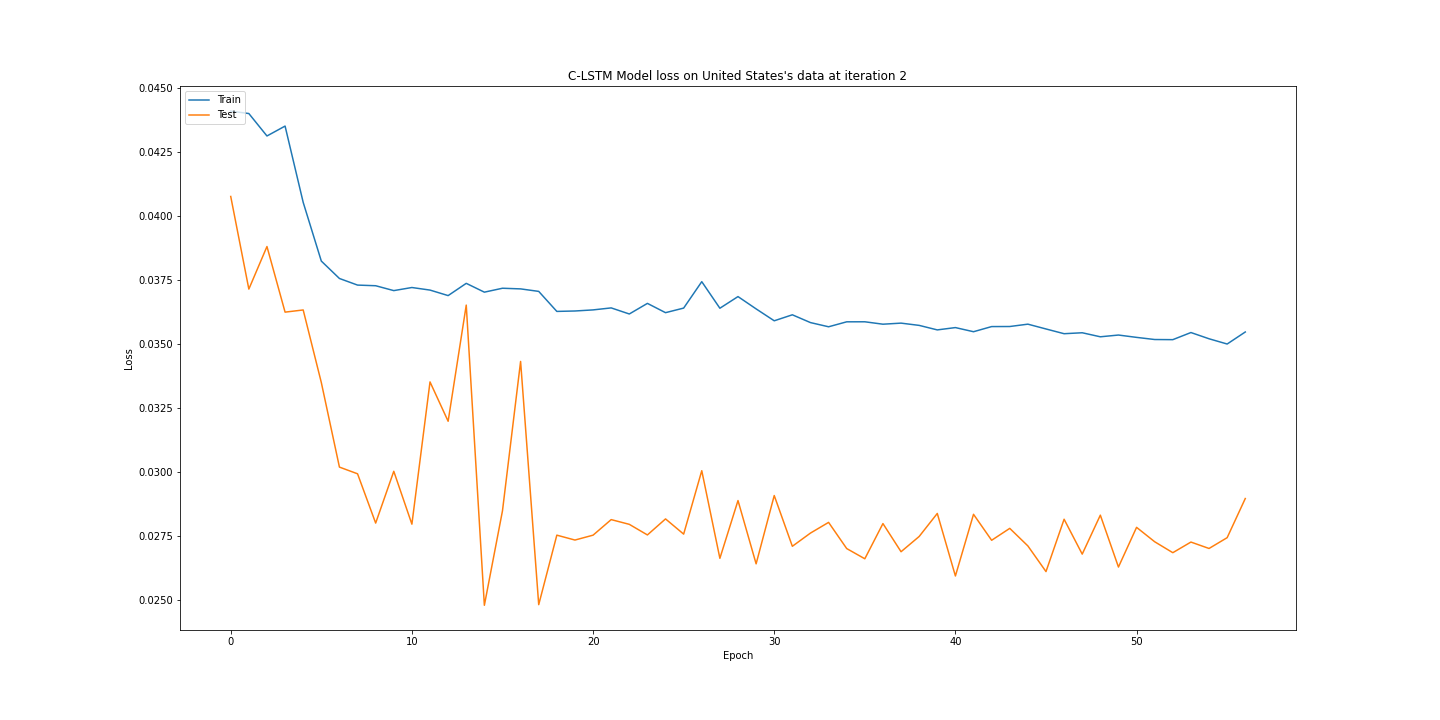 C-LSTM Model loss on United States's data at iteration 2
Train
Test
0.0450
0.0425
0.0400
0.0375
0.0350
0.0325
0.0300
0.0275
0.0250
Loss
0 10 20 30 40 50
Epoch